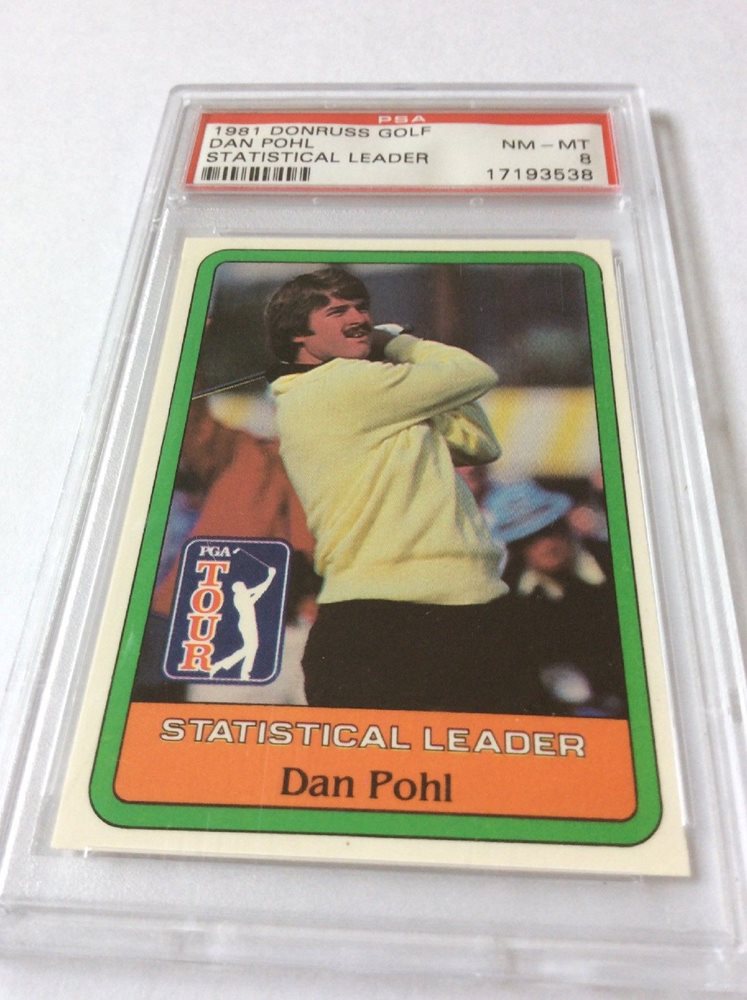 PSA
1981 DONRUSS GOLF
DAN POHL NM - MT
STATISTICAL LEADER 8
17193538
PGA
TOUR
STATISTICAL LEADER
Dan Pohl